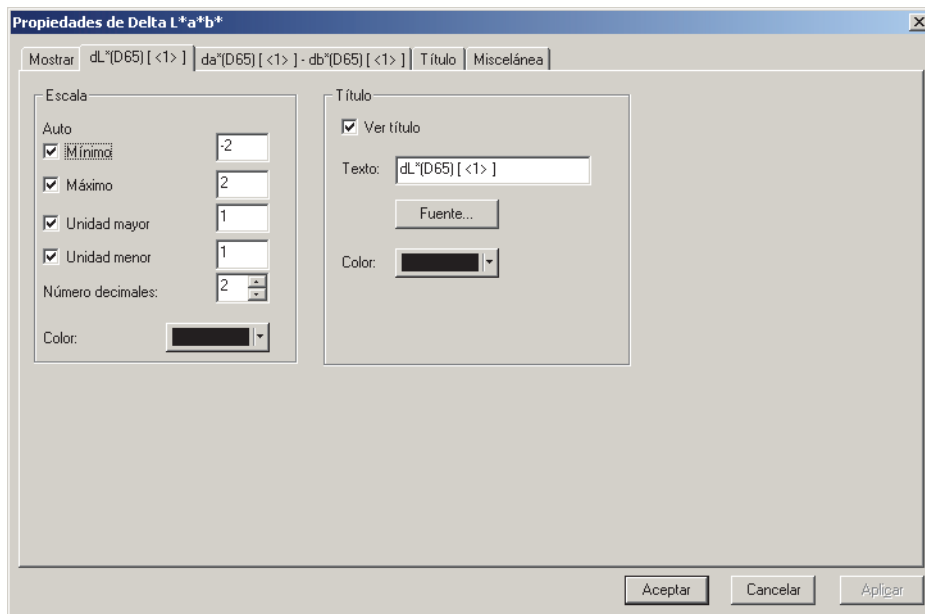 Propiedades de Delta L*a*b*
Mostrar dL*(D65) [ <1> ] da*(D65) [ <1> ] - db*(D65) [ <1> ] Título Miscelánea
Escala
Auto
Mínimo -2
Máximo 2
Unidad mayor 1
Unidad menor 1
Número decimales: 2
Color:
Título
Ver título
Texto: dL*(D65) [ <1> ]
Fuente...
Color:
Aceptar Cancelar Aplicar